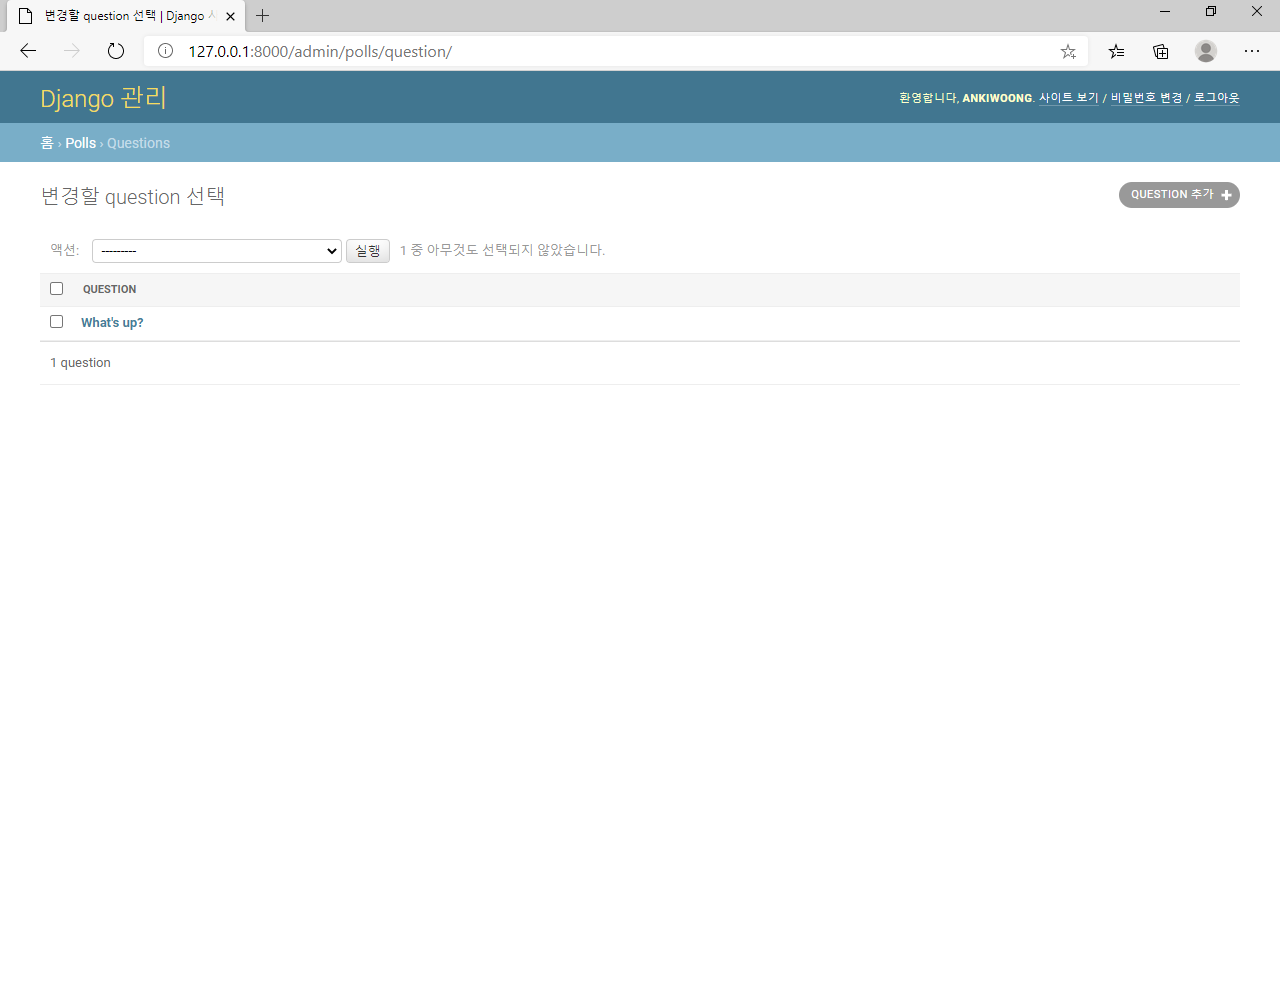 변경할 question 선택 | Django
127.0.0.1:8000/admin/polls/question/
Django 관리
환영합니다, ANKIWOONG. 사이트 보기 / 비밀번호 변경 / 로그아웃
홈 › Polls › Questions
변경할 question 선택
QUESTION 추가
액션: --------- 실행 1 중 아무것도 선택되지 않았습니다.
QUESTION
What's up?
1 question